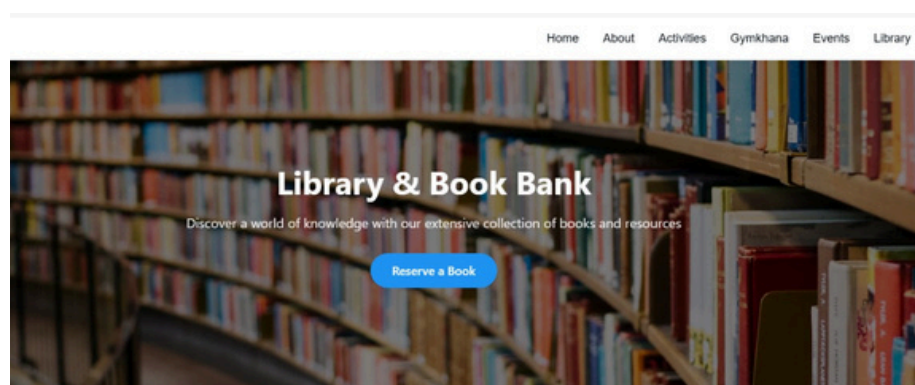 Home About Activities Gymkhana Events Library
Library & Book Bank
Discover a world of knowledge with our extensive collection of books and resources
Reserve a Book